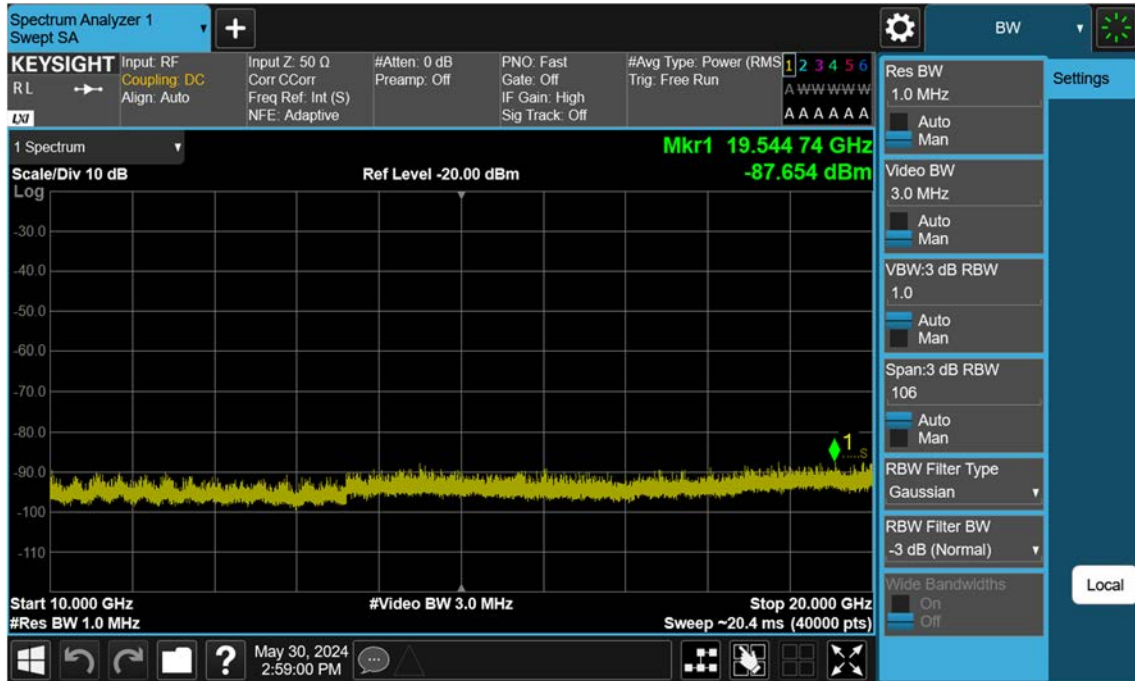 Spectrum Analyzer 1
Swept SA
+
BW
KEYSIGHT
R L
LXI
Input: RF
Coupling: DC
Align: Auto
Input Z: 50 Ω
Corr CCorr
Freq Ref: Int (S)
NFE: Adaptive
#Atten: 0 dB
Preamp: Off
PNO: Fast
Gate: Off
IF Gain: High
Sig Track: Off
#Avg Type: Power (RMS
Trig: Free Run
1 2 3 4 5 6
A W W W W W
A A A A A A
1 Spectrum
Mkr1 19.544 74 GHz
Scale/Div 10 dB
Ref Level -20.00 dBm
-87.654 dBm
Log
-30.0
-40.0
-50.0
-60.0
-70.0
-80.0
-90.0
-100
-110
1
S
Start 10.000 GHz
#Video BW 3.0 MHz
Stop 20.000 GHz
#Res BW 1.0 MHz
Sweep ~20.4 ms (40000 pts)
?
May 30, 2024
2:59:00 PM
Res BW
1.0 MHz
Auto
Man
Video BW
3.0 MHz
Auto
Man
VBW:3 dB RBW
1.0
Auto
Man
Span:3 dB RBW
106
Auto
Man
RBW Filter Type
Gaussian
RBW Filter BW
-3 dB (Normal)
Wide Bandwidths
On
Off
Settings
Local